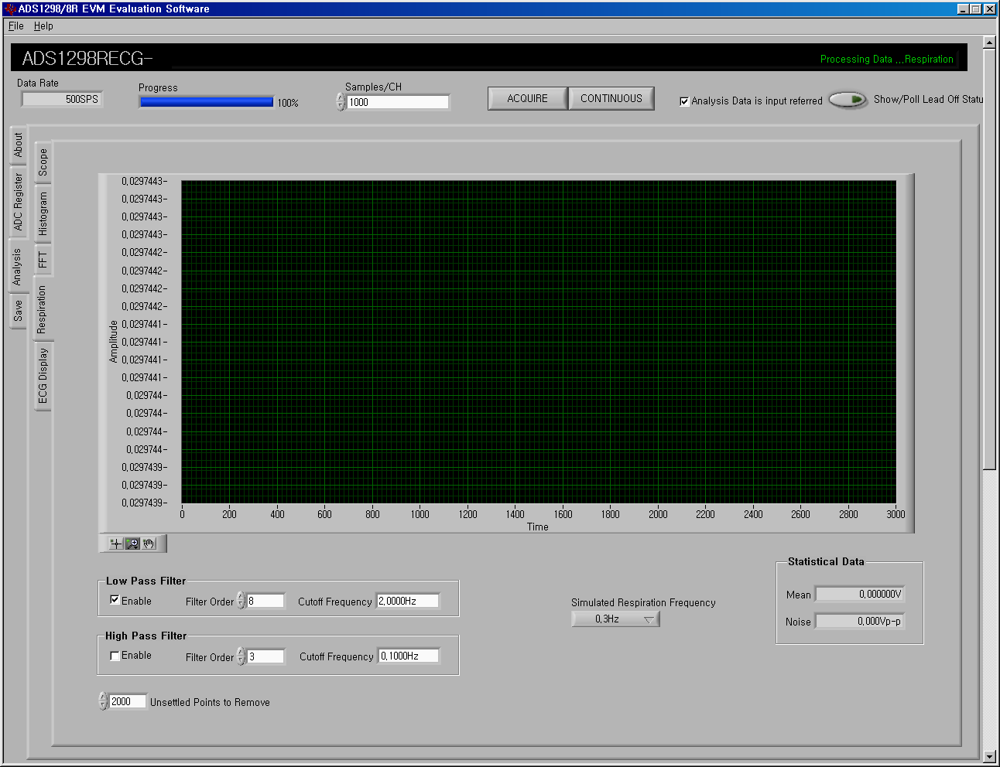 ADS1298/8R EVM Evaluation Software
File Help
ADS1298RECG-
Processing Data ...Respiration
Data Rate
500SPS
Progress
100%
Samples/CH
1000
ACQUIRE
CONTINUOUS
Analysis Data is input referred
Show/Poll Lead Off Statu
About
ADC Register
Analysis
Save
Scope
Histogram
FFT
Respiration
ECG Display
Amplitude
0,0297443-
0,0297443-
0,0297443-
0,0297443-
0,0297442-
0,0297442-
0,0297442-
0,0297442-
0,0297441-
0,0297441-
0,0297441-
0,0297441-
0,029744-
0,029744-
0,029744-
0,029744-
0,0297439-
0,0297439-
0,0297439-
0 200 400 600 800 1000 1200 1400 1600 1800 2000 2200 2400 2600 2800 3000
Time
Low Pass Filter
Enable Filter Order 8 Cutoff Frequency 2,0000Hz
High Pass Filter
Enable Filter Order 3 Cutoff Frequency 0,1000Hz
2000 Unsettled Points to Remove
Simulated Respiration Frequency
0,3Hz
Statistical Data
Mean 0,000000V
Noise 0,000Vp-p